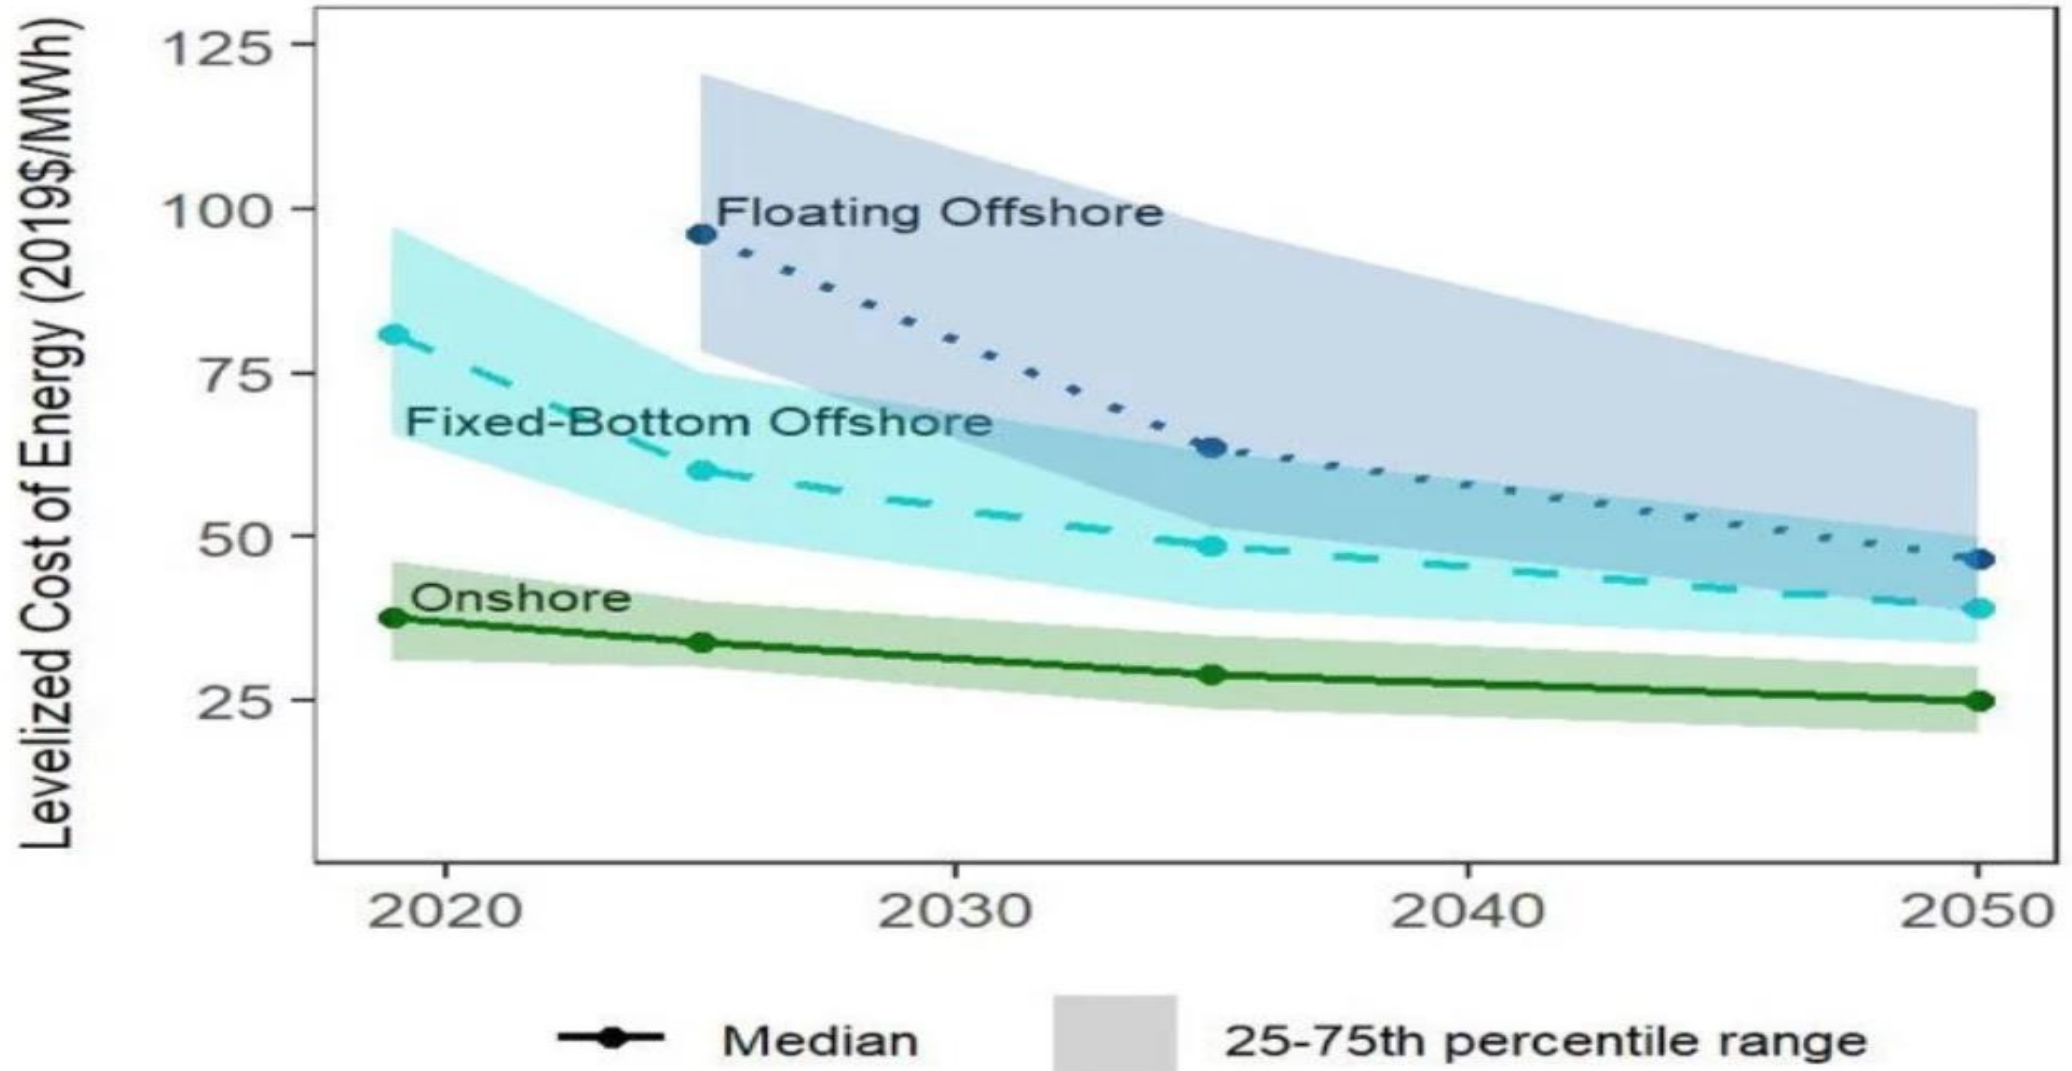 Levelized Cost of Energy (2019$/MWh)
125
100
75
50
25
Floating Offshore
Fixed-Bottom Offshore
Onshore
2020 2030 2040 2050
Median 25-75th percentile range